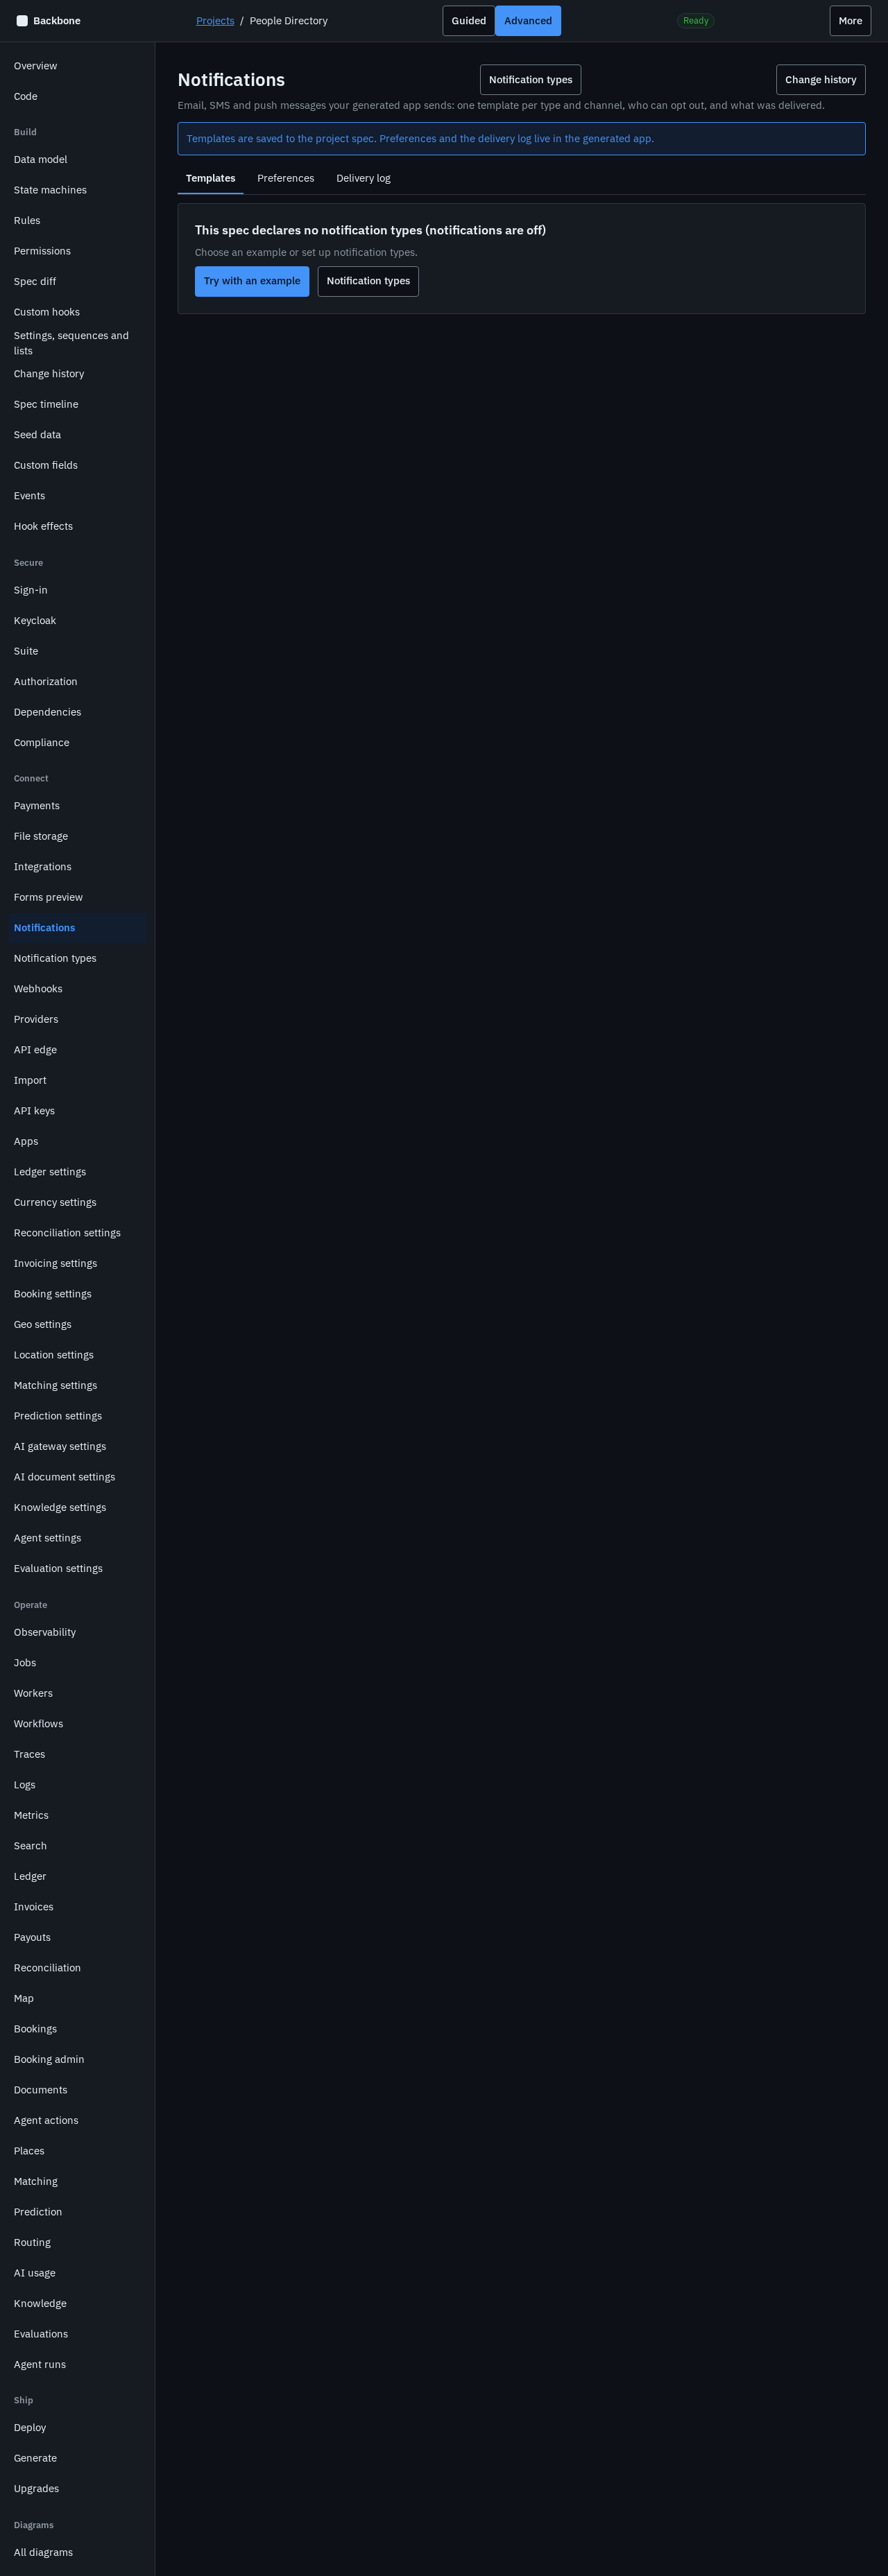 Backbone
Projects / People Directory
Guided
Advanced
Ready
More
Overview
Code
Build
Data model
State machines
Rules
Permissions
Spec diff
Custom hooks
Settings, sequences and
lists
Change history
Spec timeline
Seed data
Custom fields
Events
Hook effects
Secure
Sign-in
Keycloak
Suite
Authorization
Dependencies
Compliance
Connect
Payments
File storage
Integrations
Forms preview
Notifications
Notification types
Webhooks
Providers
API edge
Import
API keys
Apps
Ledger settings
Currency settings
Reconciliation settings
Invoicing settings
Booking settings
Geo settings
Location settings
Matching settings
Prediction settings
AI gateway settings
AI document settings
Knowledge settings
Agent settings
Evaluation settings
Operate
Observability
Jobs
Workers
Workflows
Traces
Logs
Metrics
Search
Ledger
Invoices
Payouts
Reconciliation
Map
Bookings
Booking admin
Documents
Agent actions
Places
Matching
Prediction
Routing
AI usage
Knowledge
Evaluations
Agent runs
Ship
Deploy
Generate
Upgrades
Diagrams
All diagrams
Notifications
Notification types
Change history
Email, SMS and push messages your generated app sends: one template per type and channel, who can opt out, and what was delivered.
Templates are saved to the project spec. Preferences and the delivery log live in the generated app.
Templates
Preferences
Delivery log
This spec declares no notification types (notifications are off)
Choose an example or set up notification types.
Try with an example
Notification types